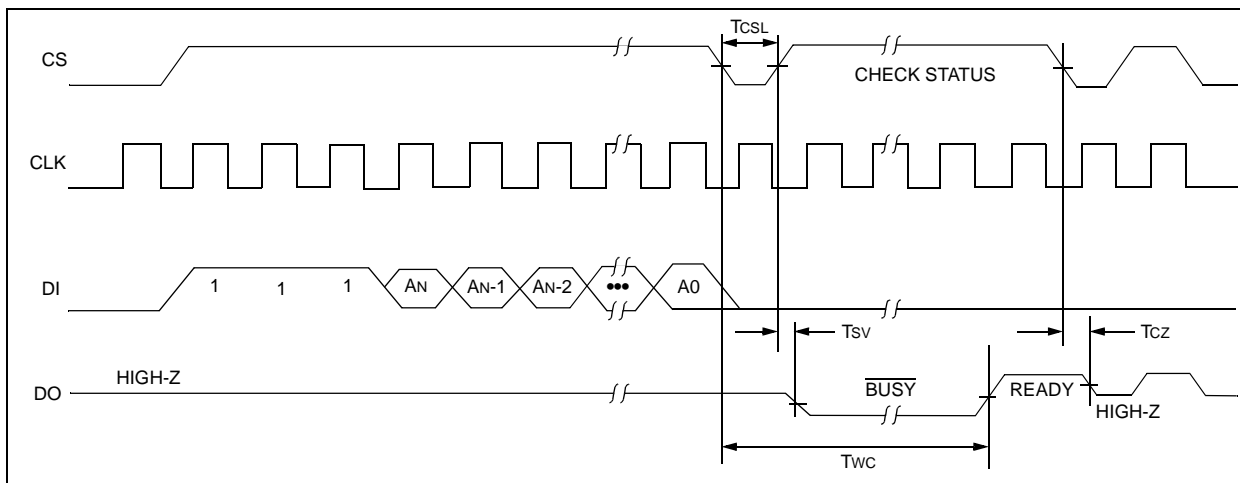 TCSL
CS
CHECK STATUS
CLK
DI
1 1 1 AN AN-1 AN-2 ••• A0
TSV
TCZ
DO
HIGH-Z
BUSY
READY
HIGH-Z
TWC